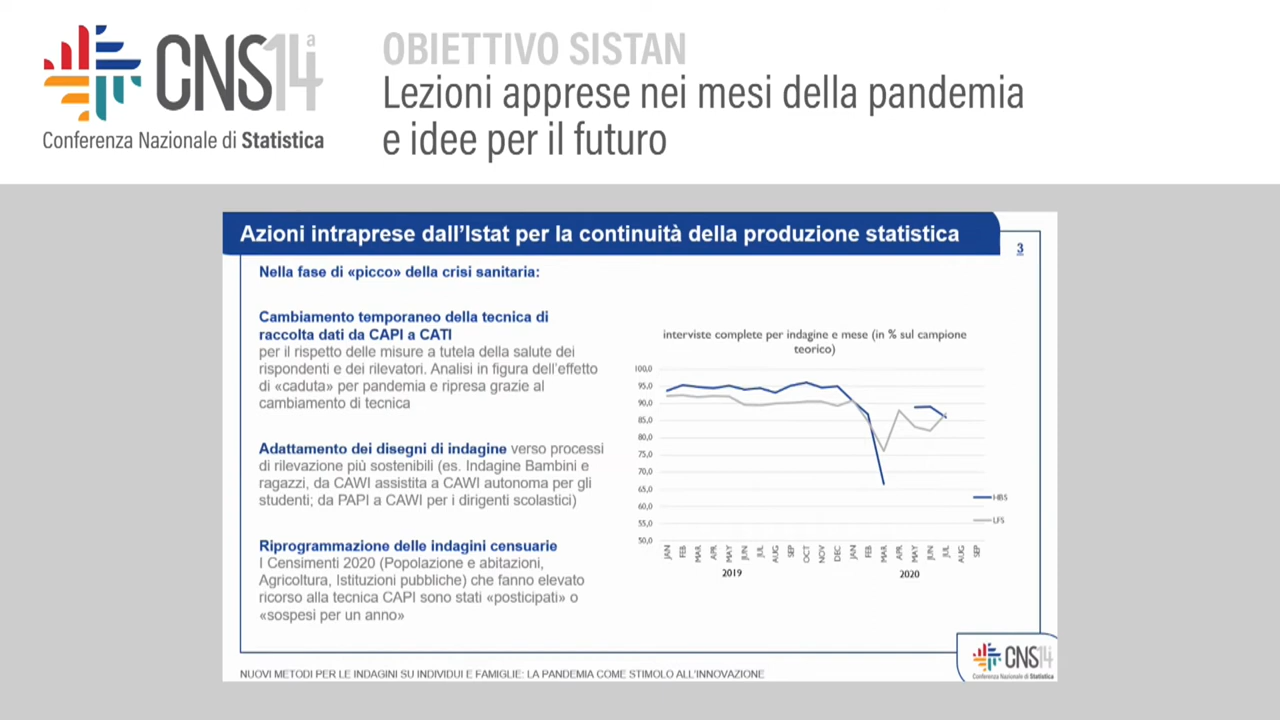 CNS14a
Conferenza Nazionale di Statistica
OBIETTIVO SISTAN
Lezioni apprese nei mesi della pandemia
e idee per il futuro
Azioni intraprese dall'Istat per la continuità della produzione statistica
3
Nella fase di «picco» della crisi sanitaria:
Cambiamento temporaneo della tecnica di
raccolta dati da CAPI a CATI
per il rispetto delle misure a tutela della salute dei
rispondenti e dei rilevatori. Analisi in figura dell'effetto
di «caduta» per pandemia e ripresa grazie al
cambiamento di tecnica
Adattamento dei disegni di indagine verso processi
di rilevazione più sostenibili (es. Indagine Bambini e
ragazzi, da CAWI assistita a CAWI autonoma per gli
studenti; da PAPI a CAWI per i dirigenti scolastici)
Riprogrammazione delle indagini censuarie
I Censimenti 2020 (Popolazione e abitazioni,
Agricoltura, Istituzioni pubbliche) che fanno elevato
ricorso alla tecnica CAPI sono stati «posticipati» o
«sospesi per un anno»
interviste complete per indagine e mese (in % sul campione
teorico)
100,0
95,0
90,0
85,0
80,0
75,0
70,0
65,0
60,0
55,0
50,0
JAN FEB MAR APR MAY JUN JUL AUG SEP OCT NOV DEC JAN FEB MAR APR MAY JUN JUL AUG SEP
2019 2020
HBS
LFS
NUOVI METODI PER LE INDAGINI SU INDIVIDUI E FAMIGLIE: LA PANDEMIA COME STIMOLO ALL'INNOVAZIONE
CNS14a
Conferenza Nazionale di Statistica